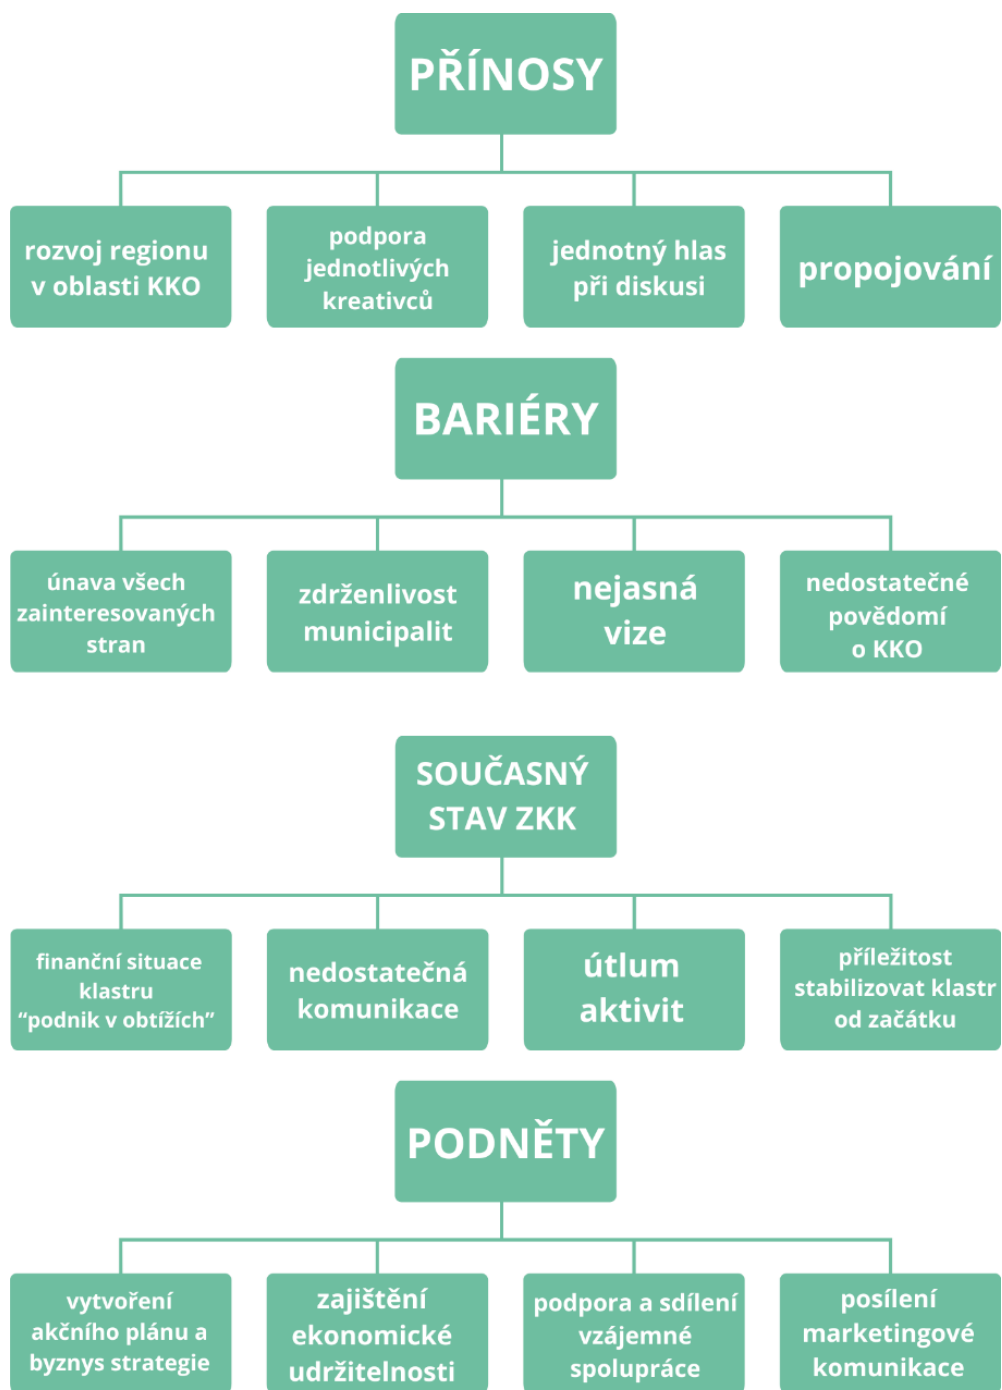 PŘÍNOSY
rozvoj regionu
v oblasti KKO
podpora
jednotlivých
kreativců
jednotný hlas
při diskusi
propojování
BARIÉRY
únava všech
zainteresovaných
stran
zdrženlivost
municipalit
nejasná
vize
nedostatečné
povědomí
o KKO
SOUČASNÝ
STAV ZKK
finanční situace
klastru
“podnik v obtížích”
nedostatečná
komunikace
útlum
aktivit
příležitost
stabilizovat klastr
od začátku
PODNĚTY
vytvoření
akčního plánu a
byznys strategie
zajištění
ekonomické
udržitelnosti
podpora a sdílení
vzájemné
spolupráce
posílení
marketingové
komunikace